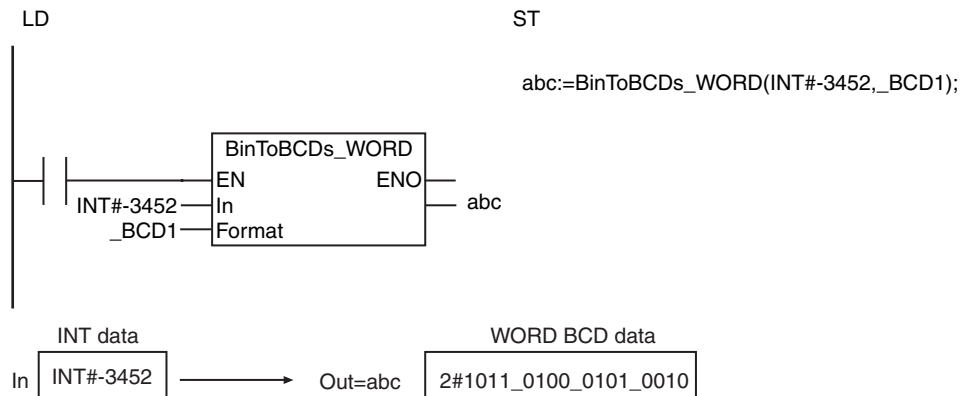 LD
ST
abc:=BinToBCDs_WORD(INT#-3452,_BCD1);
BinToBCDs_WORD
EN ENO
INT#-3452 In abc
_BCD1 Format
INT data
WORD BCD data
In INT#-3452 Out=abc 2#1011_0100_0101_0010